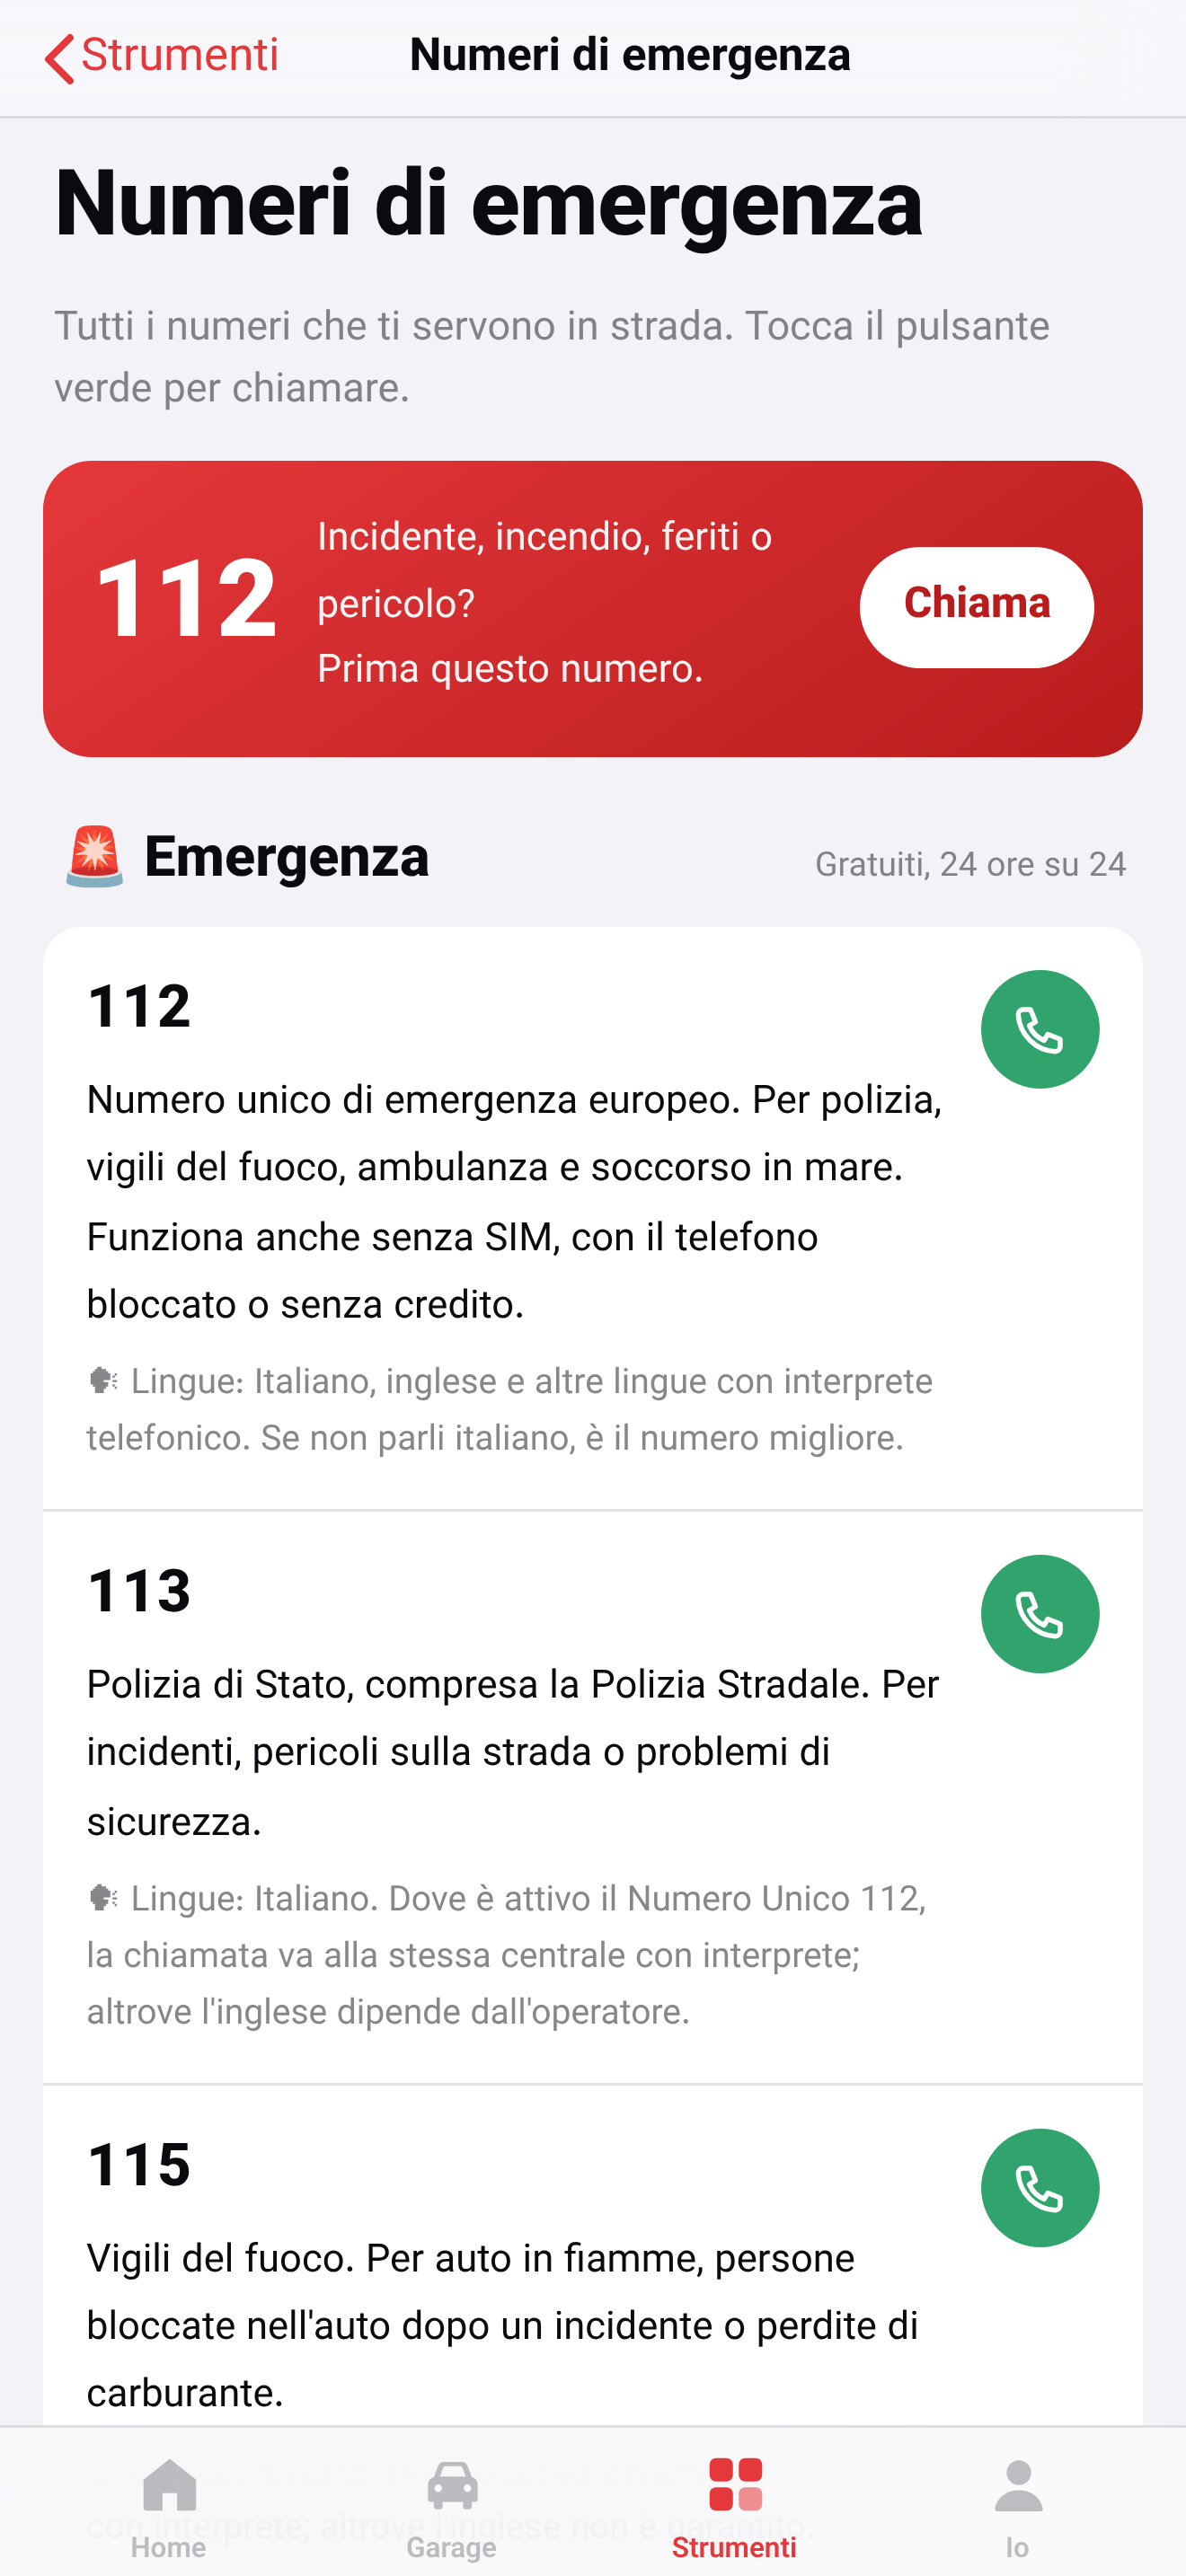 Strumenti
Numeri di emergenza
Numeri di emergenza
Tutti i numeri che ti servono in strada. Tocca il pulsante
verde per chiamare.
112
Incidente, incendio, feriti o
pericolo?
Prima questo numero.
Chiama
Emergenza
Gratuiti, 24 ore su 24
112
Numero unico di emergenza europeo. Per polizia,
vigili del fuoco, ambulanza e soccorso in mare.
Funziona anche senza SIM, con il telefono
bloccato o senza credito.
Lingue: Italiano, inglese e altre lingue con interprete
telefonico. Se non parli italiano, è il numero migliore.
113
Polizia di Stato, compresa la Polizia Stradale. Per
incidenti, pericoli sulla strada o problemi di
sicurezza.
Lingue: Italiano. Dove è attivo il Numero Unico 112,
la chiamata va alla stessa centrale con interprete;
altrove l'inglese dipende dall'operatore.
115
Vigili del fuoco. Per auto in fiamme, persone
bloccate nell'auto dopo un incidente o perdite di
carburante.
con interprete; altrove l'inglese non è garantito.
Home
Garage
Strumenti
Io